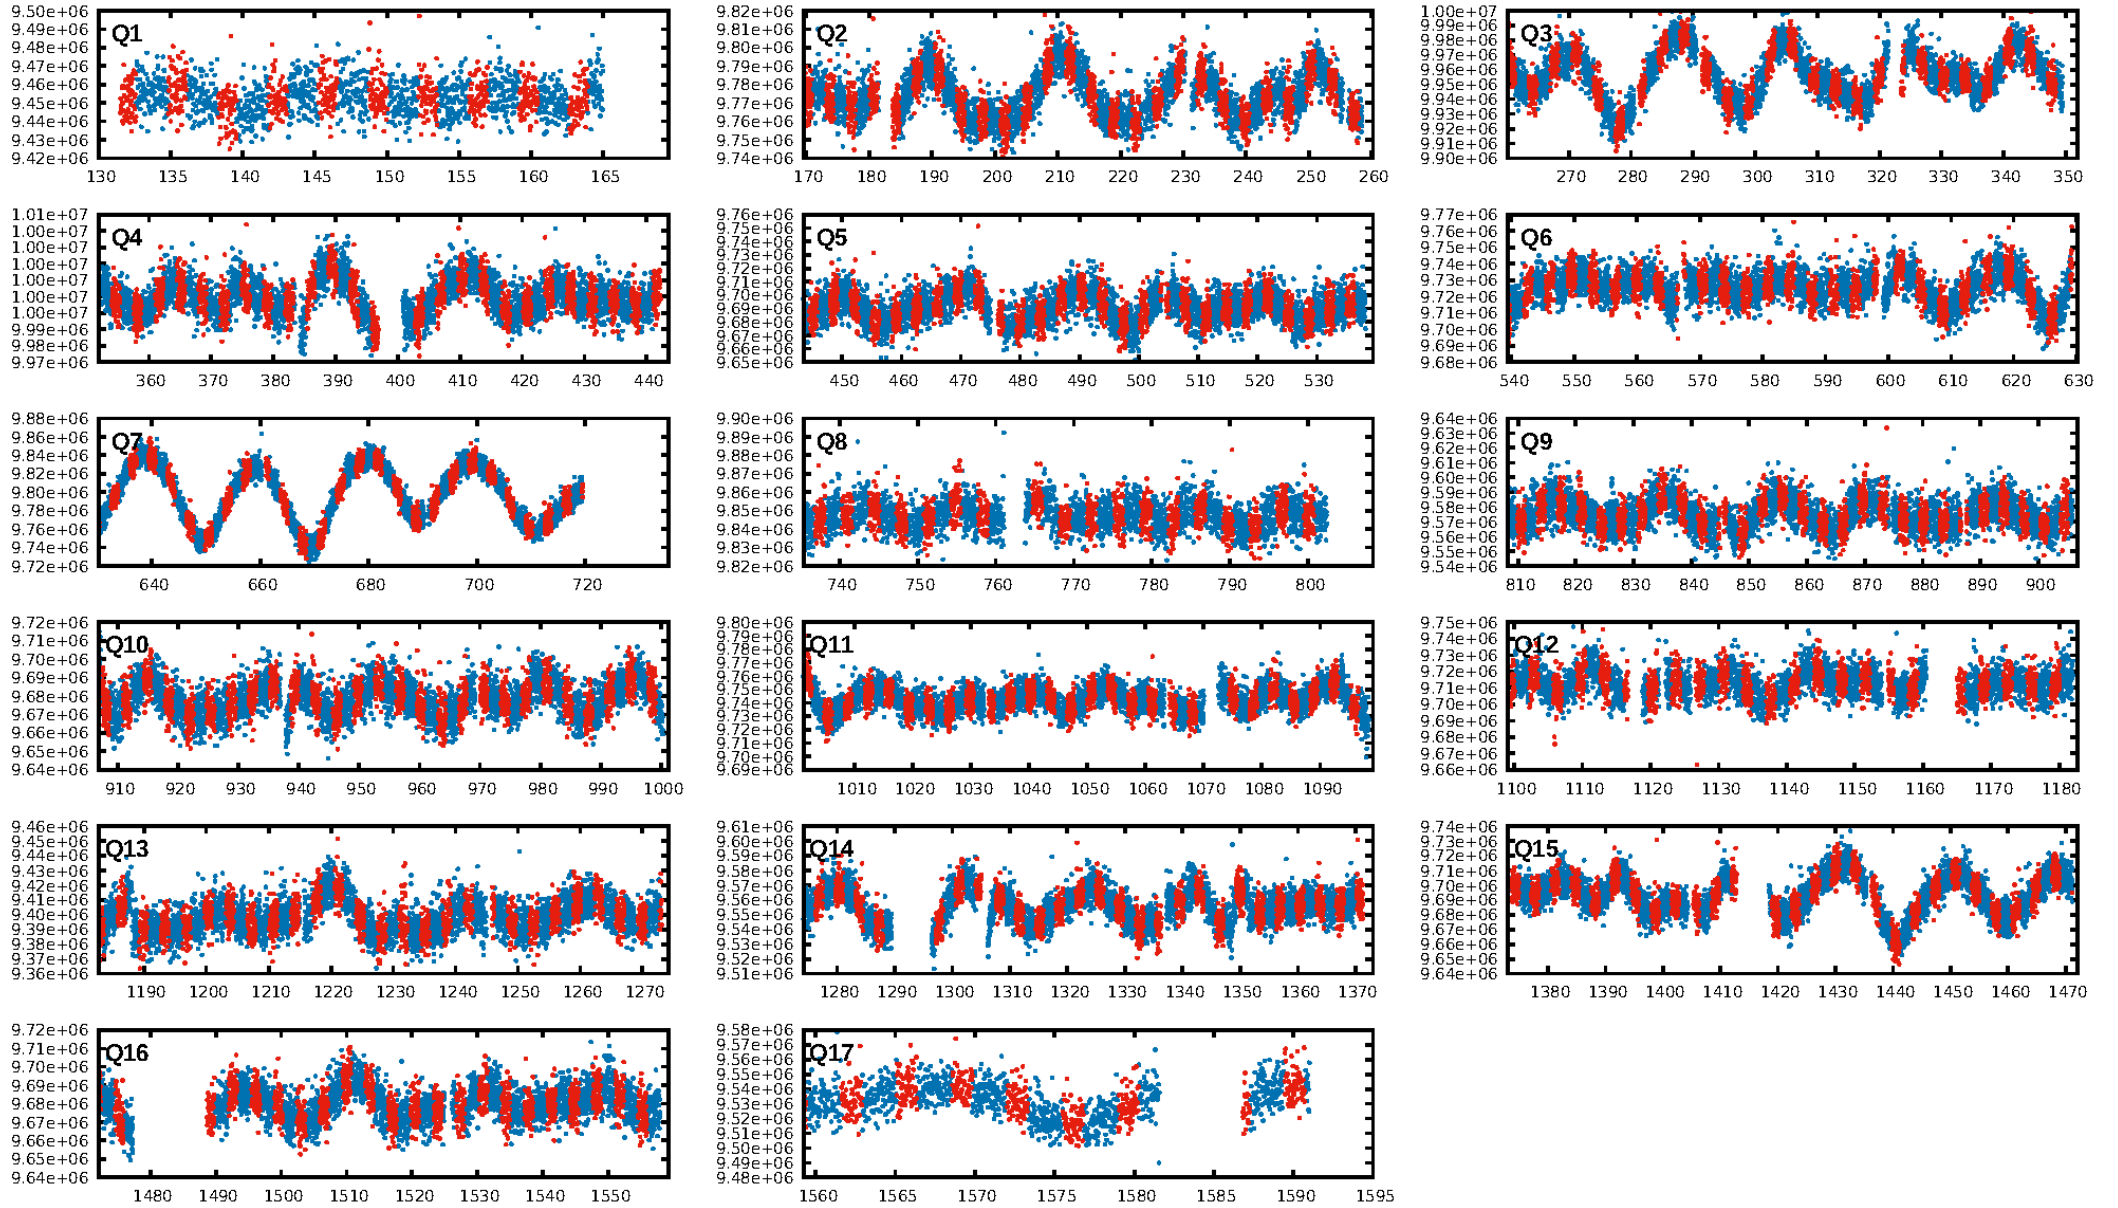 9.50e+06
9.49e+06
9.48e+06
9.47e+06
9.46e+06
9.45e+06
9.44e+06
9.43e+06
9.42e+06
Q1
130 135 140 145 150 155 160 165
9.82e+06
9.81e+06
9.80e+06
9.79e+06
9.78e+06
9.77e+06
9.76e+06
9.75e+06
9.74e+06
Q2
170 180 190 200 210 220 230 240 250 260
1.00e+07
9.99e+06
9.98e+06
9.97e+06
9.96e+06
9.95e+06
9.94e+06
9.93e+06
9.92e+06
9.91e+06
9.90e+06
Q3
270 280 290 300 310 320 330 340 350
1.01e+07
1.00e+07
1.00e+07
1.00e+07
1.00e+07
1.00e+07
1.00e+07
9.99e+06
9.98e+06
9.97e+06
Q4
360 370 380 390 400 410 420 430 440
9.76e+06
9.75e+06
9.74e+06
9.73e+06
9.72e+06
9.71e+06
9.70e+06
9.69e+06
9.68e+06
9.67e+06
9.66e+06
9.65e+06
Q5
450 460 470 480 490 500 510 520 530
9.77e+06
9.76e+06
9.75e+06
9.74e+06
9.73e+06
9.72e+06
9.71e+06
9.70e+06
9.69e+06
9.68e+06
Q6
540 550 560 570 580 590 600 610 620 630
9.88e+06
9.86e+06
9.84e+06
9.82e+06
9.80e+06
9.78e+06
9.76e+06
9.74e+06
9.72e+06
Q7
640 660 680 700 720
9.90e+06
9.89e+06
9.88e+06
9.87e+06
9.86e+06
9.85e+06
9.84e+06
9.83e+06
9.82e+06
Q8
740 750 760 770 780 790 800
9.64e+06
9.63e+06
9.62e+06
9.61e+06
9.60e+06
9.59e+06
9.58e+06
9.57e+06
9.56e+06
9.55e+06
9.54e+06
Q9
810 820 830 840 850 860 870 880 890 900
9.72e+06
9.71e+06
9.70e+06
9.69e+06
9.68e+06
9.67e+06
9.66e+06
9.65e+06
9.64e+06
Q10
910 920 930 940 950 960 970 980 990 1000
9.80e+06
9.79e+06
9.78e+06
9.77e+06
9.76e+06
9.75e+06
9.74e+06
9.73e+06
9.72e+06
9.71e+06
9.70e+06
9.69e+06
Q11
1010 1020 1030 1040 1050 1060 1070 1080 1090
9.75e+06
9.74e+06
9.73e+06
9.72e+06
9.71e+06
9.70e+06
9.69e+06
9.68e+06
9.67e+06
9.66e+06
Q12
1100 1110 1120 1130 1140 1150 1160 1170 1180
9.46e+06
9.45e+06
9.44e+06
9.43e+06
9.42e+06
9.41e+06
9.40e+06
9.39e+06
9.38e+06
9.37e+06
9.36e+06
Q13
1190 1200 1210 1220 1230 1240 1250 1260 1270
9.61e+06
9.60e+06
9.59e+06
9.58e+06
9.57e+06
9.56e+06
9.55e+06
9.54e+06
9.53e+06
9.52e+06
9.51e+06
Q14
1280 1290 1300 1310 1320 1330 1340 1350 1360 1370
9.74e+06
9.73e+06
9.72e+06
9.71e+06
9.70e+06
9.69e+06
9.68e+06
9.67e+06
9.66e+06
9.65e+06
9.64e+06
Q15
1380 1390 1400 1410 1420 1430 1440 1450 1460 1470
9.72e+06
9.71e+06
9.70e+06
9.69e+06
9.68e+06
9.67e+06
9.66e+06
9.65e+06
9.64e+06
Q16
1480 1490 1500 1510 1520 1530 1540 1550
9.58e+06
9.57e+06
9.56e+06
9.55e+06
9.54e+06
9.53e+06
9.52e+06
9.51e+06
9.50e+06
9.49e+06
9.48e+06
Q17
1560 1565 1570 1575 1580 1585 1590 1595